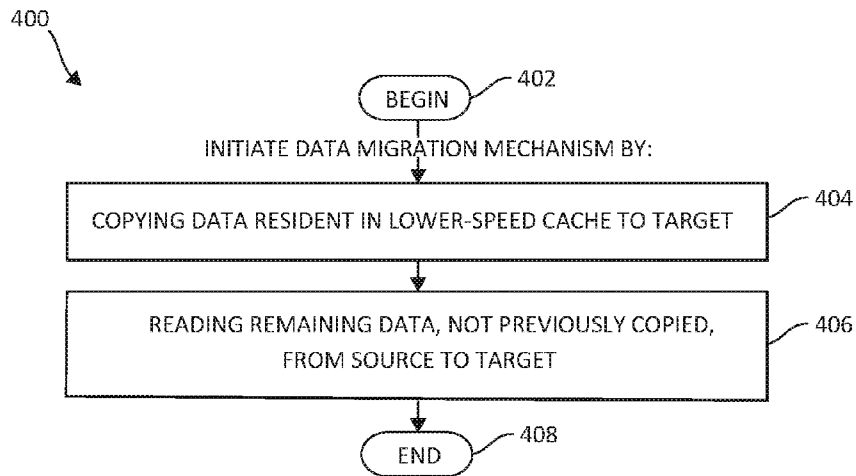 400
402
BEGIN
INITIATE DATA MIGRATION MECHANISM BY:
404
COPYING DATA RESIDENT IN LOWER-SPEED CACHE TO TARGET
406
READING REMAINING DATA, NOT PREVIOUSLY COPIED,
FROM SOURCE TO TARGET
END
408